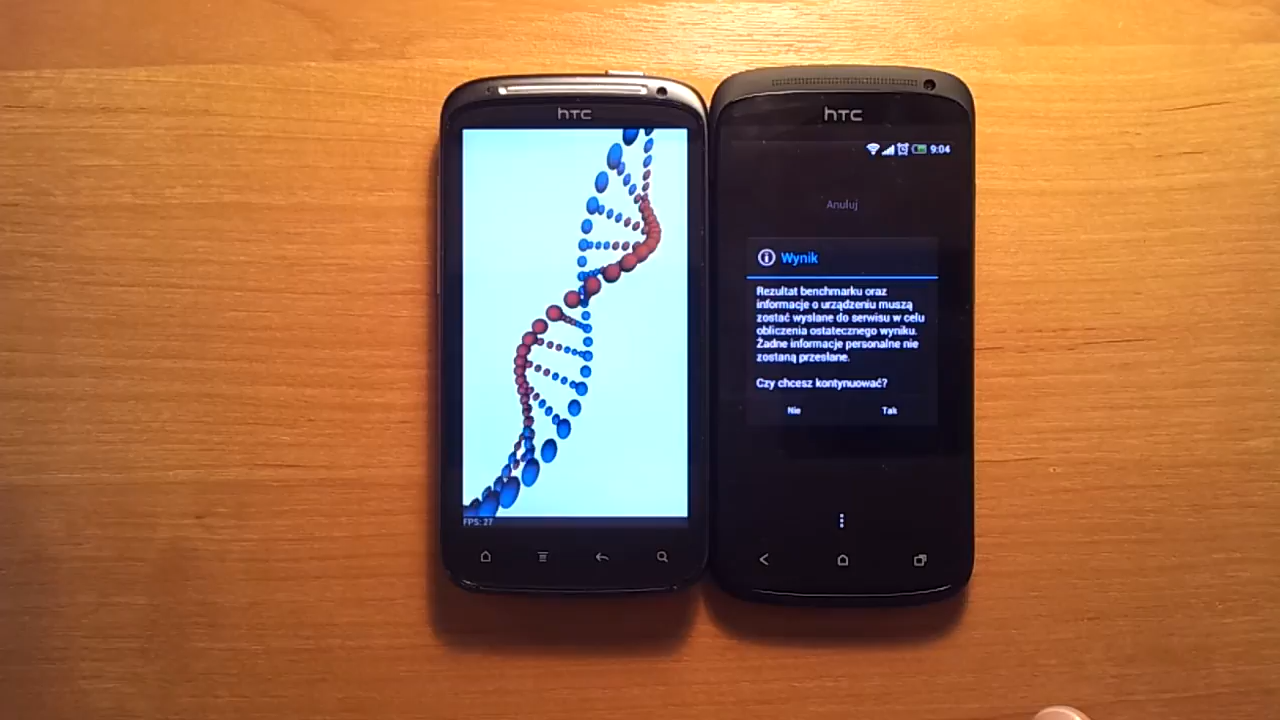 hTC
FPS: 27
hTC
9:04
Anuluj
Wynik
Rezultat benchmarku oraz
informacje o urządzeniu muszą
zostać wysłane do serwisu w celu
obliczenia ostatecznego wyniku.
Żadne informacje personalne nie
zostaną przesłane.
Czy chcesz kontynuować?
Nie
Tak